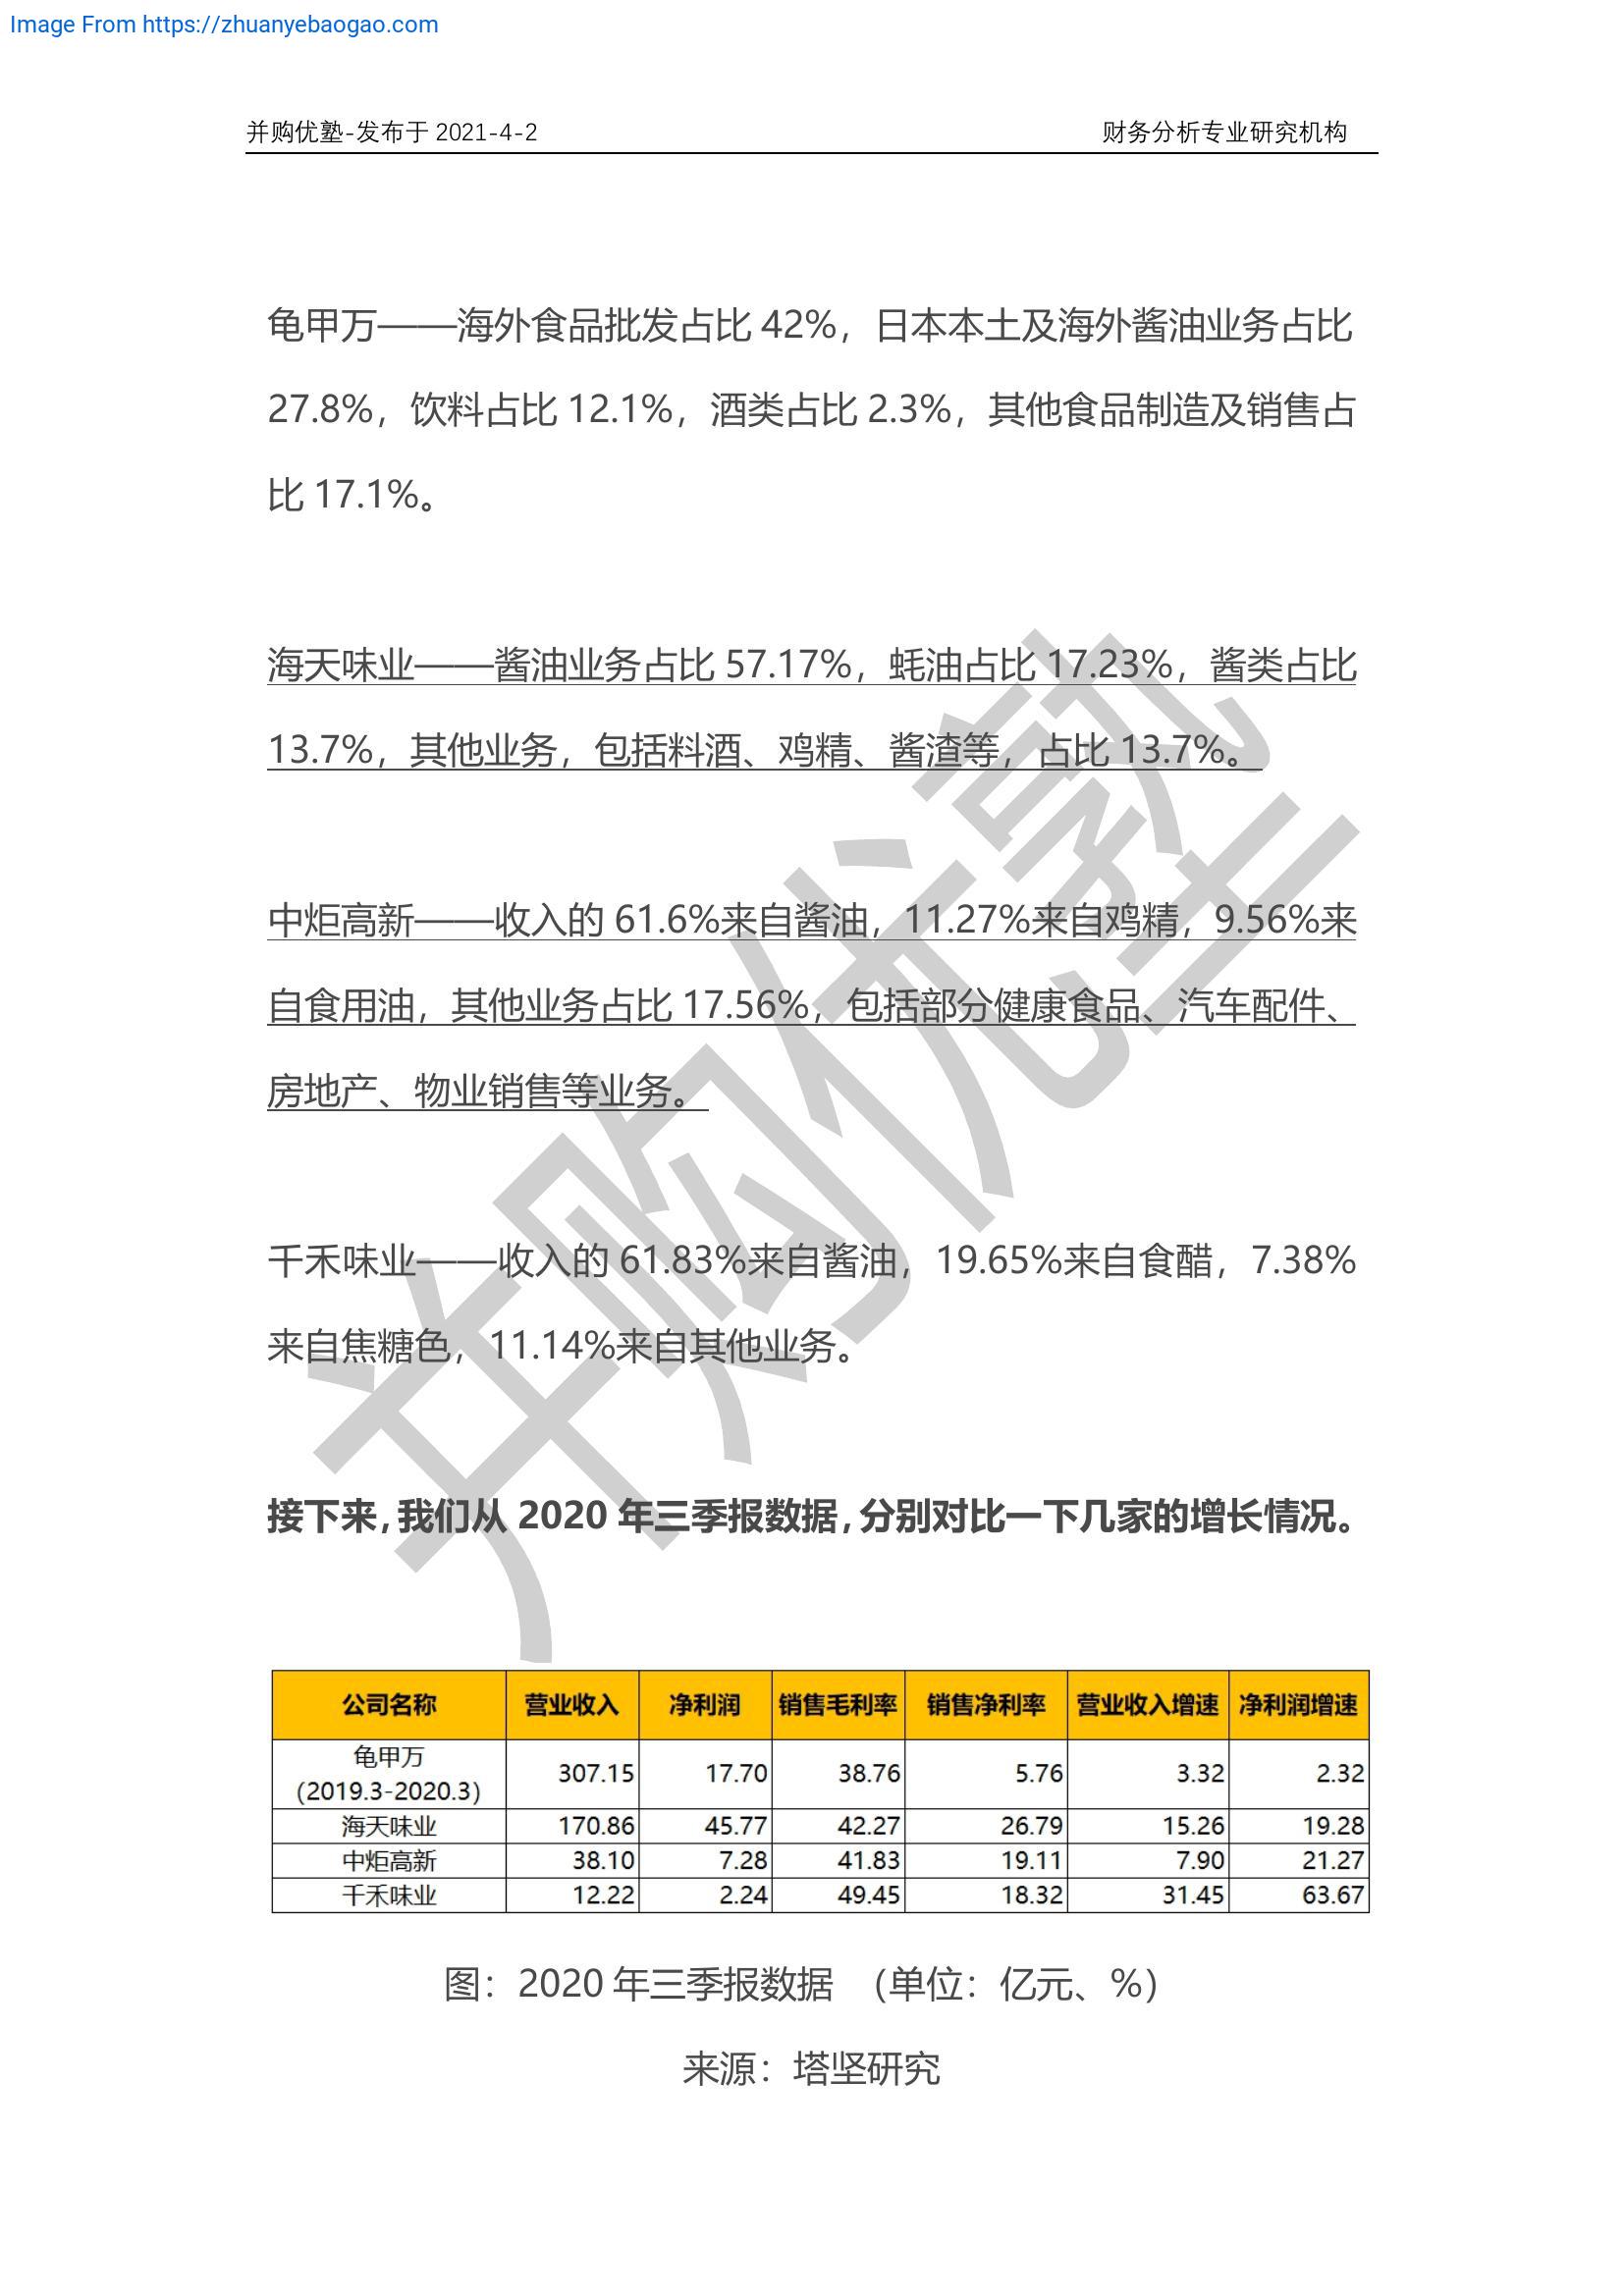 Image From https://zhuanyebaogao.com
并购优塾-发布于 2021-4-2 财务分析专业研究机构
龟甲万——海外食品批发占比 42%，日本本土及海外酱油业务占比
27.8%，饮料占比 12.1%，酒类占比 2.3%，其他食品制造及销售占
比 17.1%。
海天味业——酱油业务占比 57.17%，蚝油占比 17.23%，酱类占比
13.7%，其他业务，包括料酒、鸡精、酱渣等，占比 13.7%。
中炬高新——收入的 61.6%来自酱油，11.27%来自鸡精，9.56%来
自食用油，其他业务占比 17.56%，包括部分健康食品、汽车配件、
房地产、物业销售等业务。
千禾味业——收入的 61.83%来自酱油，19.65%来自食醋，7.38%
来自焦糖色，11.14%来自其他业务。
接下来，我们从 2020 年三季报数据，分别对比一下几家的增长情况。
公司名称 营业收入 净利润 销售毛利率 销售净利率 营业收入增速 净利润增速
龟甲万
（2019.3-2020.3） 307.15 17.70 38.76 5.76 3.32 2.32
海天味业 170.86 45.77 42.27 26.79 15.26 19.28
中炬高新 38.10 7.28 41.83 19.11 7.90 21.27
千禾味业 12.22 2.24 49.45 18.32 31.45 63.67
图：2020 年三季报数据 （单位：亿元、%）
来源：塔坚研究
并购优塾